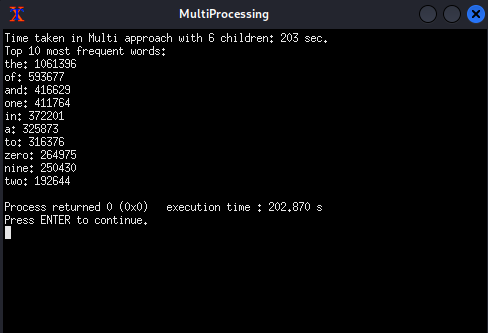 MultiProcessing
Time taken in Multi approach with 6 children: 203 sec.
Top 10 most frequent words:
the: 1061396
of: 593677
and: 416629
one: 411764
in: 372201
a: 325873
to: 316376
zero: 264975
nine: 250430
two: 192644
Process returned 0 (0x0)   execution time : 202.870 s
Press ENTER to continue.